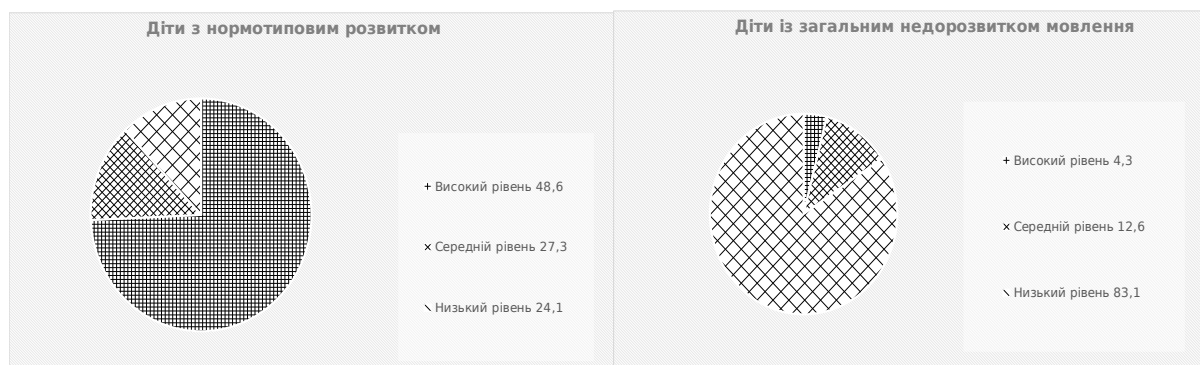 Діти з нормотиповим розвитком
Високий рівень 48,6
Середній рівень 27,3
Низький рівень 24,1
Діти із загальним недорозвитком мовлення
Високий рівень 4,3
Середній рівень 12,6
Низький рівень 83,1